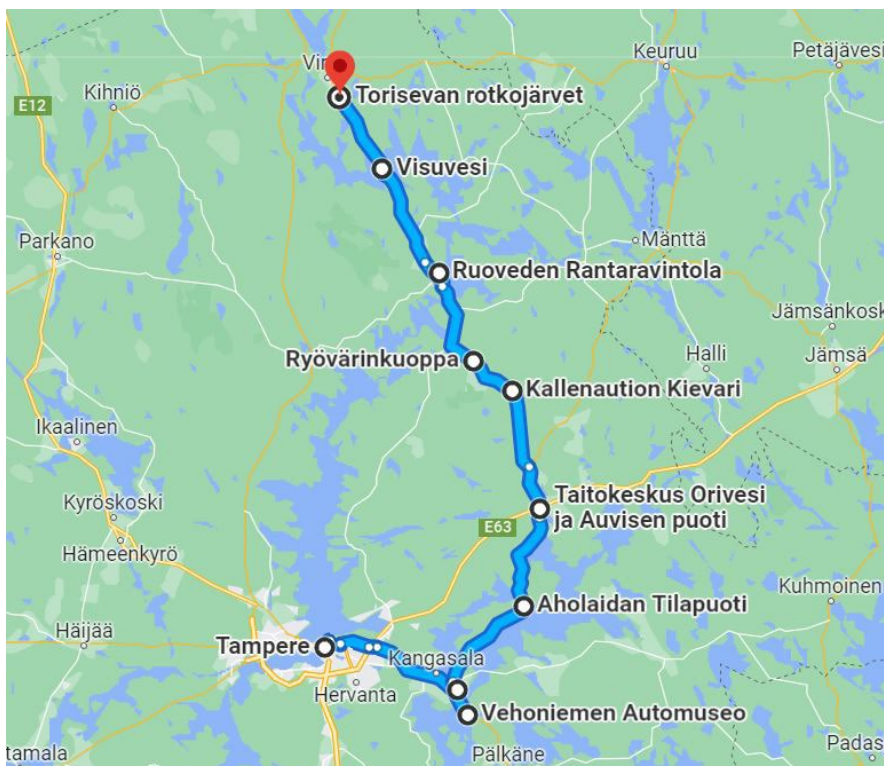 Vir
Keuruu
Petäjävesi
Torisevan rotkojärvet
Kihniö
E12
Visuvesi
Parkano
Mänttä
Ruoveden Rantaravintola
Jämsänkosk
Halli
Jämsä
Ryövärinkuoppa
Kallenaution Kievari
Ikaalinen
Taitokeskus Orivesi
ja Auvisen puoti
Kyröskoski
E63
Hämeenkyrö
Kuhmoinen
Aholaidan Tilapuoti
Häijää
Tampere
Kangasala
Hervanta
Vehoniemen Automuseo
tamala
Pälkäne
Padas